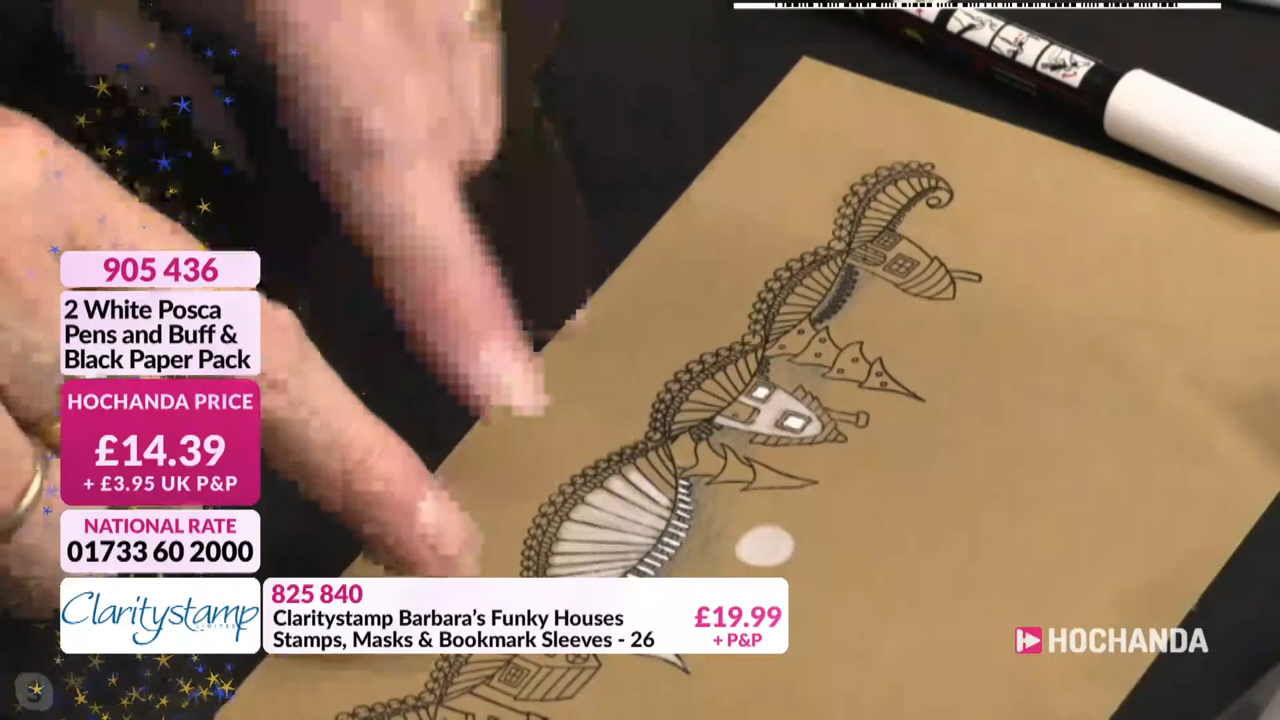 905 436
2 White Posca
Pens and Buff &
Black Paper Pack
HOCHANDA PRICE
£14.39
+ £3.95 UK P&P
NATIONAL RATE
01733 60 2000
Claritystamp
LIMITED
825 840
Claritystamp Barbara's Funky Houses
Stamps, Masks & Bookmark Sleeves - 26
£19.99
+ P&P
HOCHANDA